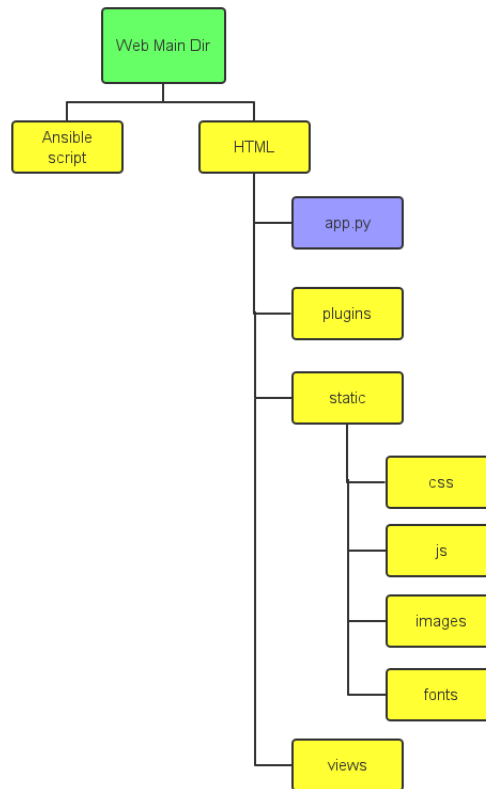 Web Main Dir
Ansible
script
HTML
app.py
plugins
static
css
js
images
fonts
views